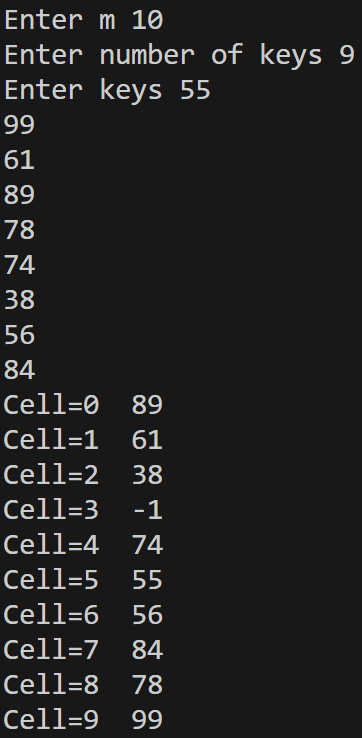 Enter m 10
Enter number of keys 9
Enter keys 55
99
61
89
78
74
38
56
84
Cell=0  89
Cell=1  61
Cell=2  38
Cell=3  -1
Cell=4  74
Cell=5  55
Cell=6  56
Cell=7  84
Cell=8  78
Cell=9  99